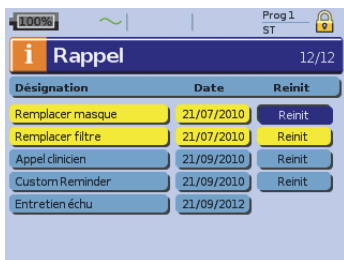 100% Prog 1
ST
i Rappel 12/12
Désignation Date Reinit
Remplacer masque 21/07/2010 Reinit
Remplacer filtre 21/07/2010 Reinit
Appel clinicien 21/09/2010 Reinit
Custom Reminder 21/09/2010 Reinit
Entretien échu 21/09/2012